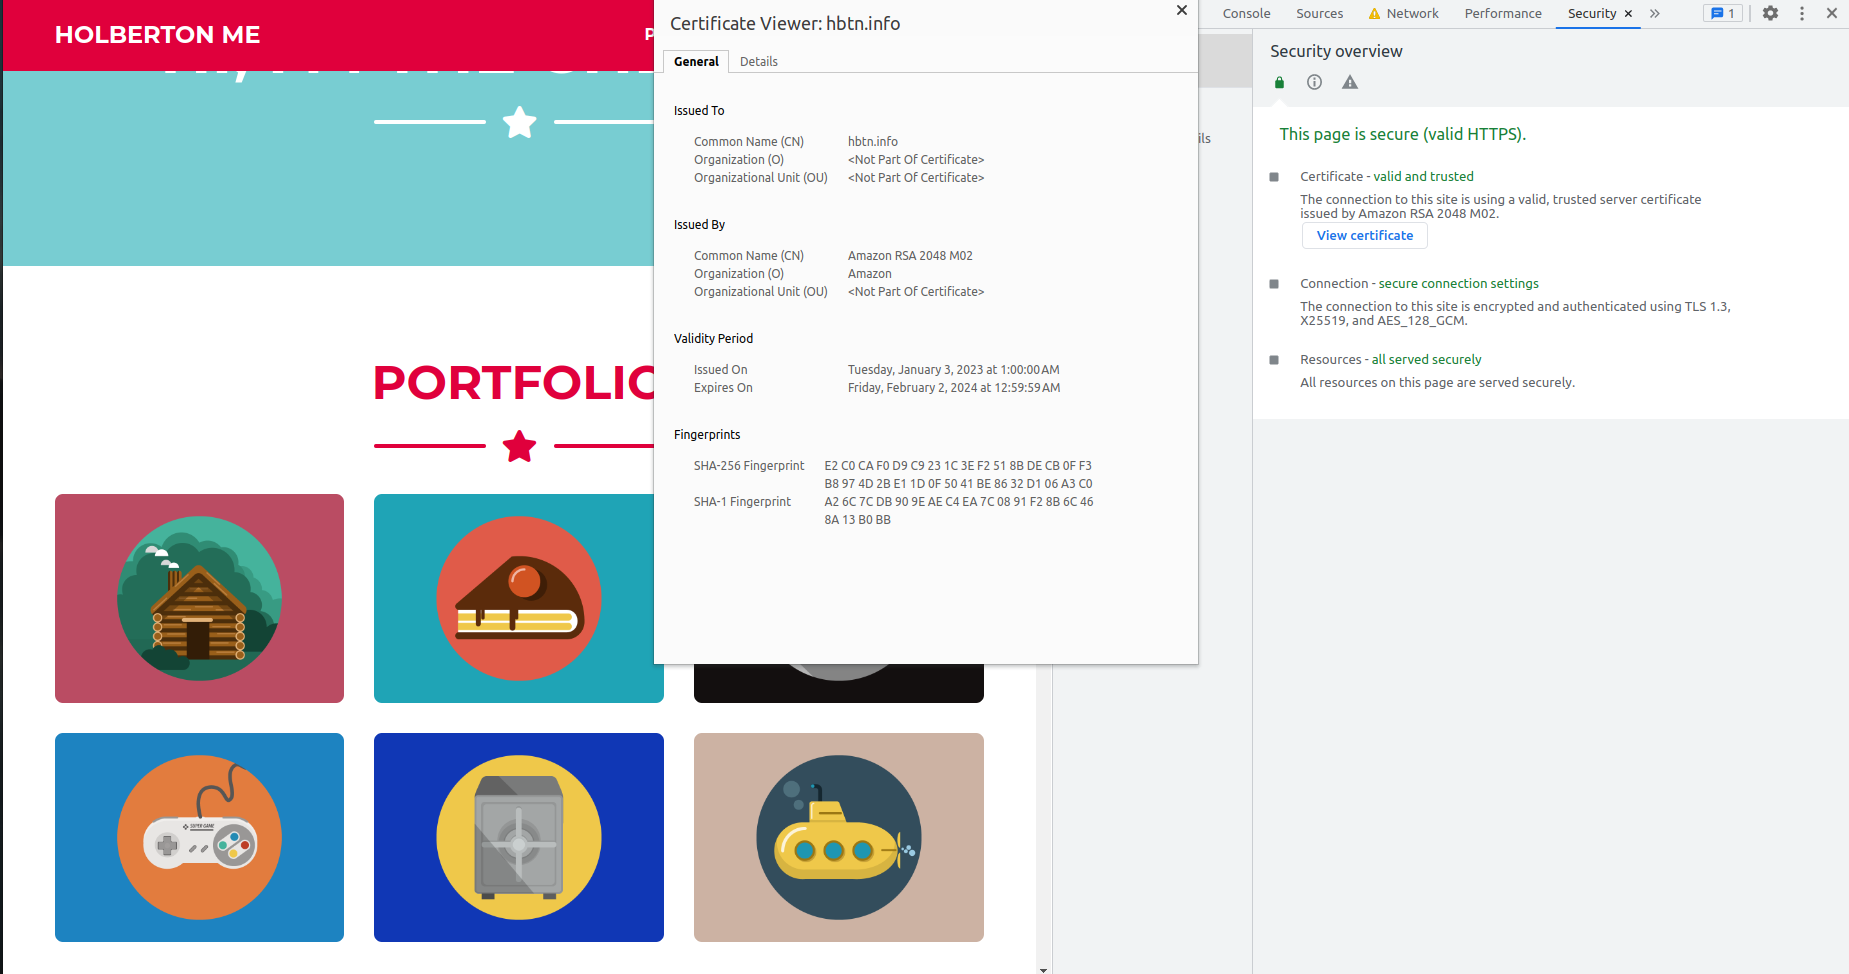 HOLBERTON ME
PORTFOLIO
SUPER GAME
Certificate Viewer: hbtn.info
General
Details
Issued To
Common Name (CN) hbtn.info
Organization (O) <Not Part Of Certificate>
Organizational Unit (OU) <Not Part Of Certificate>
Issued By
Common Name (CN) Amazon RSA 2048 M02
Organization (O) Amazon
Organizational Unit (OU) <Not Part Of Certificate>
Validity Period
Issued On Tuesday, January 3, 2023 at 1:00:00 AM
Expires On Friday, February 2, 2024 at 12:59:59 AM
Fingerprints
SHA-256 Fingerprint E2 C0 CA F0 D9 C9 23 1C 3E F2 51 8B DE CB 0F F3
B8 97 4D 2B E1 1D 0F 50 41 BE 86 32 D1 06 A3 C0
SHA-1 Fingerprint A2 6C 7C DB 90 9E AE C4 EA 7C 08 91 F2 8B 6C 46
8A 13 B0 BB
ils
Console Sources Network Performance Security 1
Security overview
This page is secure (valid HTTPS).
Certificate - valid and trusted
The connection to this site is using a valid, trusted server certificate
issued by Amazon RSA 2048 M02.
View certificate
Connection - secure connection settings
The connection to this site is encrypted and authenticated using TLS 1.3,
X25519, and AES_128_GCM.
Resources - all served securely
All resources on this page are served securely.